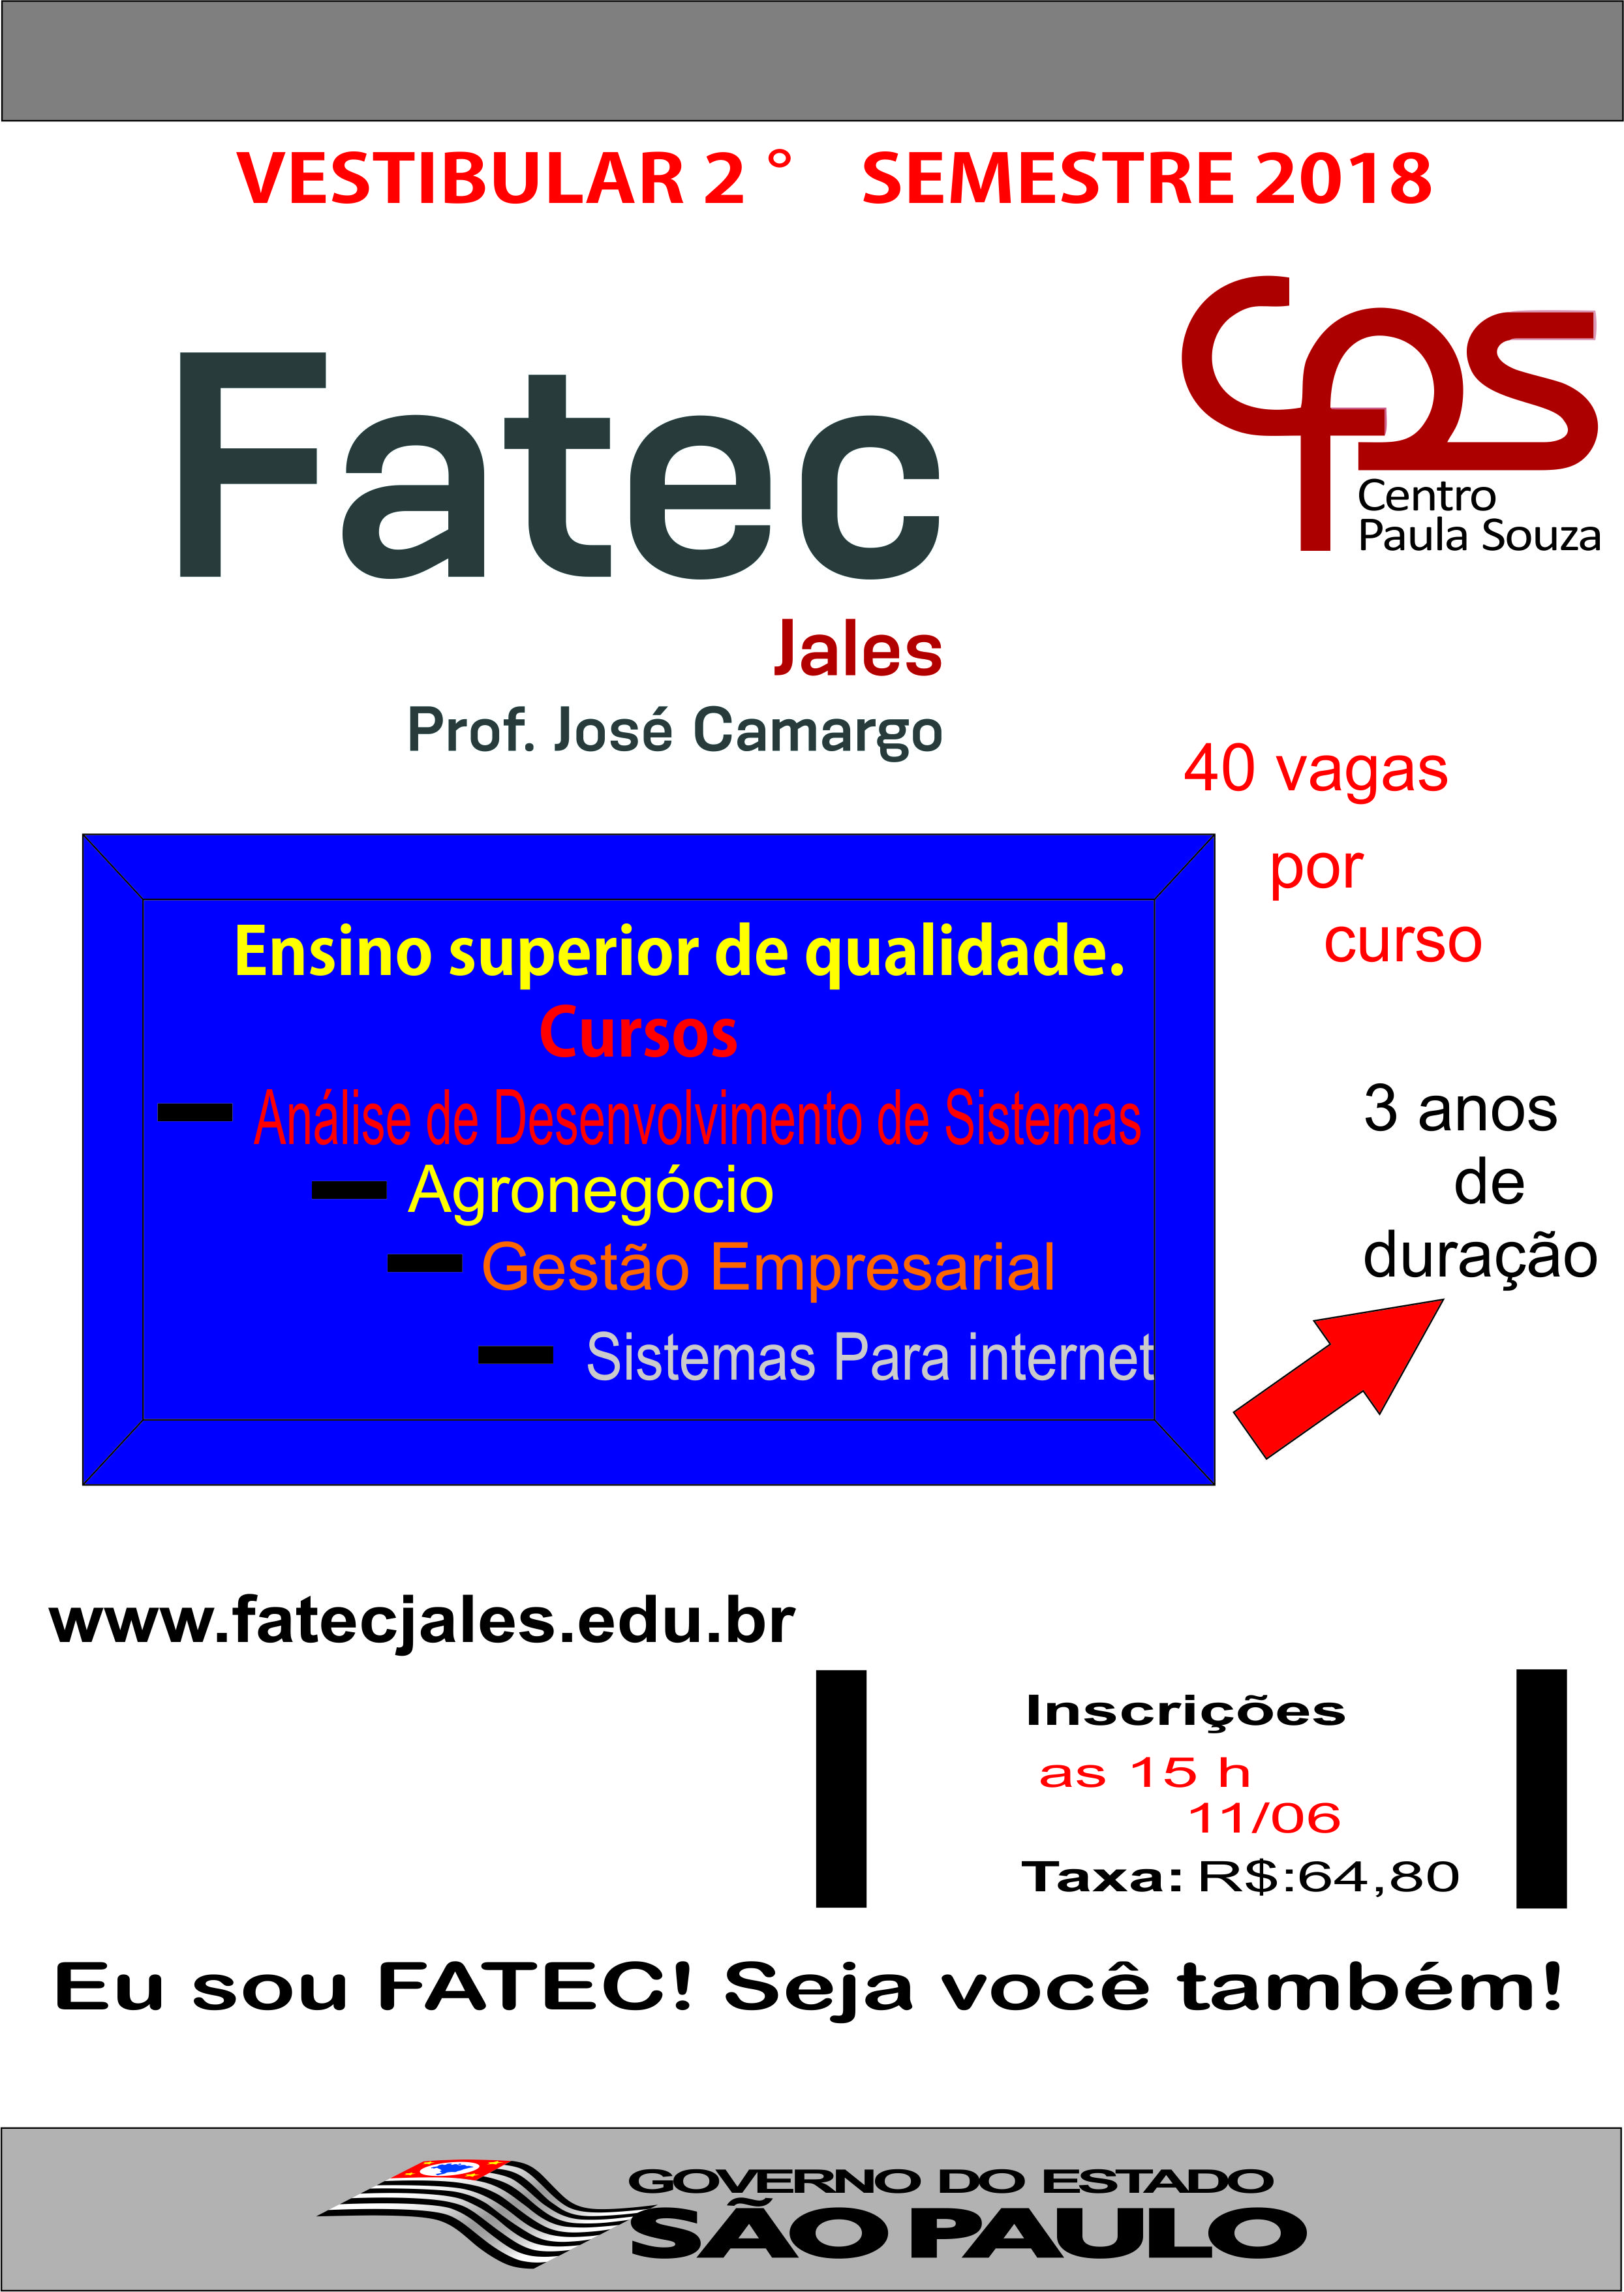 VESTIBULAR 2 ° SEMESTRE 2018
cps
Centro
Paula Souza
Fatec
Jales
Prof. José Camargo
40 vagas
por
curso
Ensino superior de qualidade.
Cursos
Análise de Desenvolvimento de Sistemas
Agronegócio
Gestão Empresarial
Sistemas Para internet
3 anos
de
duração
www.fatecjales.edu.br
Inscrições
as 15 h
11/06
Taxa: R$:64,80
Eu sou FATEC! Seja você também!
GOVERNO DO ESTADO
SÃO PAULO